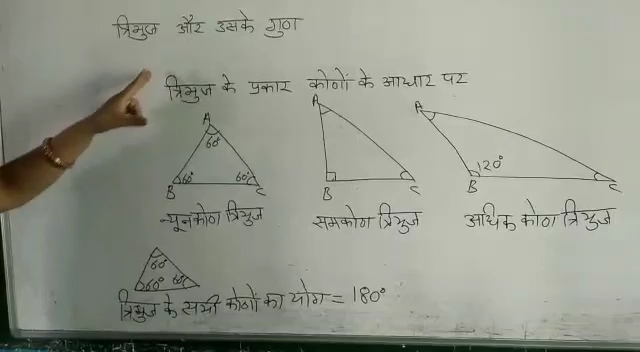 त्रिभुज और उसके गुण
त्रिभुज के प्रकार कोणों के आधार पर
A A A
60° 120°
60° 60°
B C B C B C
न्यूनकोण त्रिभुज समकोण त्रिभुज अधिक कोण त्रिभुज
60°
60° 60°
त्रिभुज के सभी कोणों का योग = 180°